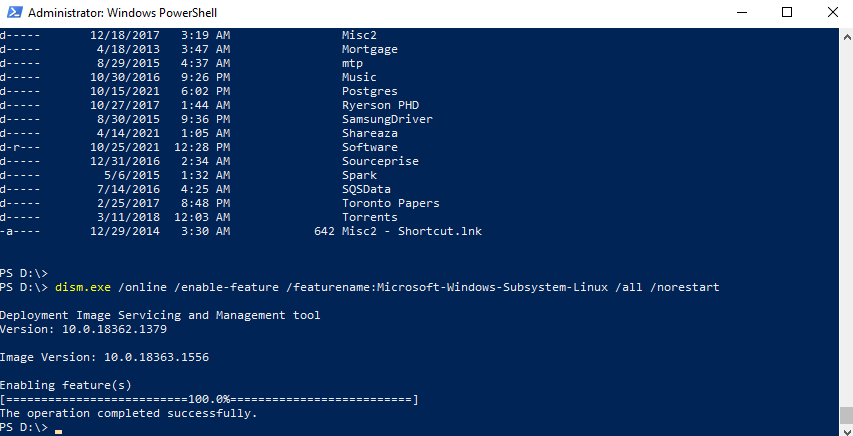 Administrator: Windows PowerShell
d----- 12/18/2017 3:19 AM Misc2
d----- 4/18/2013 3:47 AM Mortgage
d----- 8/29/2015 4:37 AM mtp
d----- 10/30/2016 9:26 PM Music
d----- 10/15/2021 6:02 PM Postgres
d----- 10/27/2017 1:44 AM Ryerson PHD
d----- 8/30/2015 9:36 PM SamsungDriver
d----- 4/14/2021 1:05 AM Shareaza
d-r--- 10/25/2021 12:28 PM Software
d----- 12/31/2016 2:34 AM Sourceprise
d----- 5/6/2015 1:32 AM Spark
d----- 7/14/2016 4:25 AM SQSData
d----- 2/25/2017 8:48 PM Toronto Papers
d----- 3/11/2018 12:03 AM Torrents
-a---- 12/29/2014 3:30 AM 642 Misc2 - Shortcut.lnk
PS D:\>
PS D:\> dism.exe /online /enable-feature /featurename:Microsoft-Windows-Subsystem-Linux /all /norestart
Deployment Image Servicing and Management tool
Version: 10.0.18362.1379
Image Version: 10.0.18363.1556
Enabling feature(s)
[==========================100.0%==========================]
The operation completed successfully.
PS D:\>